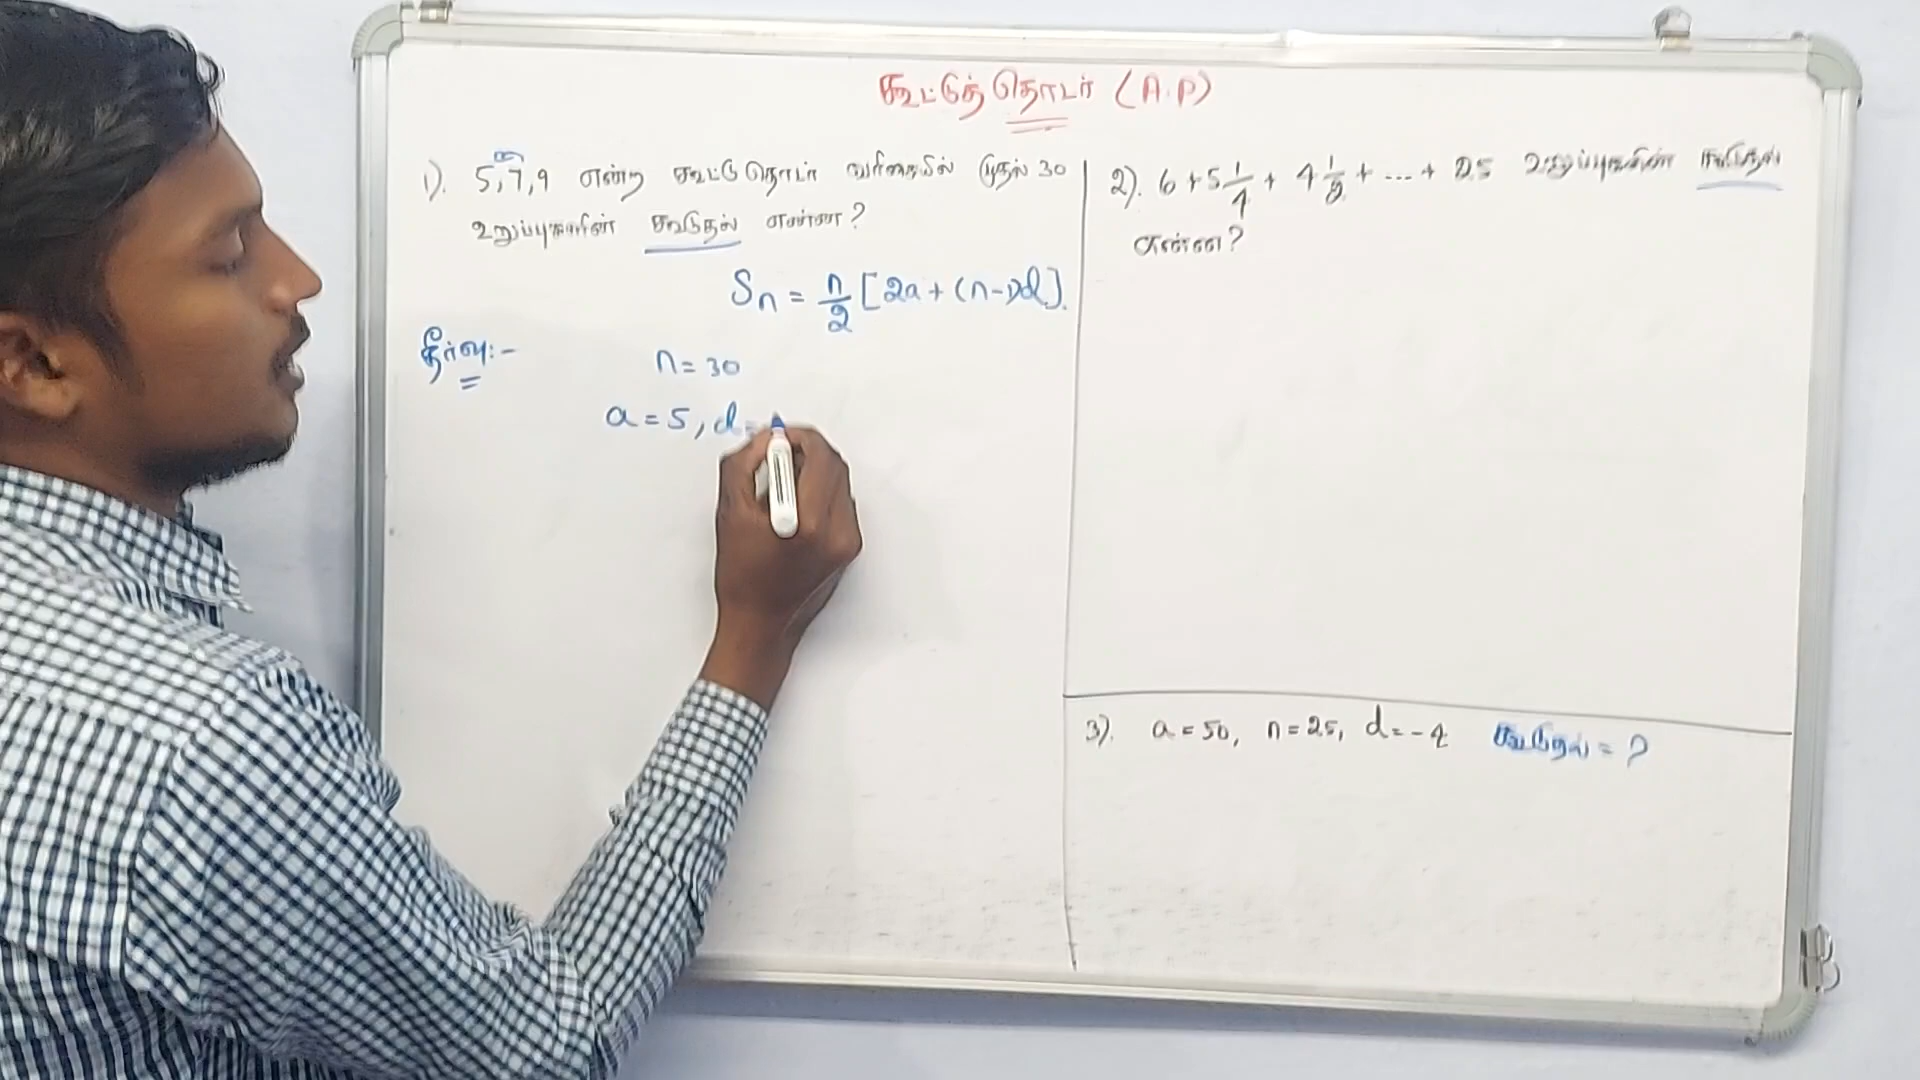 கூட்டுத் தொடர் (A.P)
1). 5,7,9 என்ற கூட்டு தொடர் வரிசையில் முதல் 30
உறுப்புகளின் கூடுதல் என்ன?
Sn = n/2 [2a + (n-1)d].
தீர்வு:-
n = 30
a = 5, d =
2). 6 + 5 1/4 + 4 1/2 + ... + 25 உறுப்புகளின் கூடுதல்
என்ன?
3). a = 50, n = 25, d = -4 கூடுதல் = ?